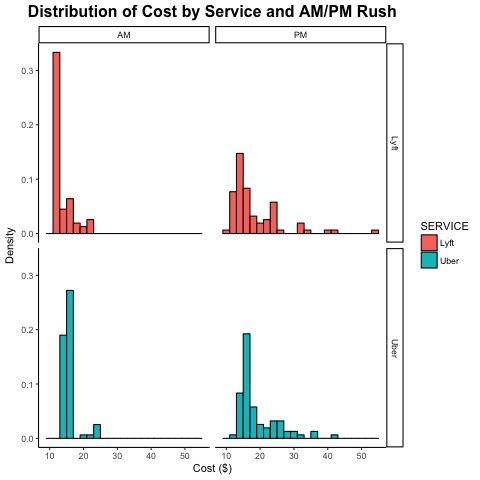 Distribution of Cost by Service and AM/PM Rush
AM
PM
0.3
0.2
0.1
0.0
Lyft
0.3
0.2
0.1
0.0
Uber
Density
10 20 30 40 50
10 20 30 40 50
Cost ($)
SERVICE
Lyft
Uber